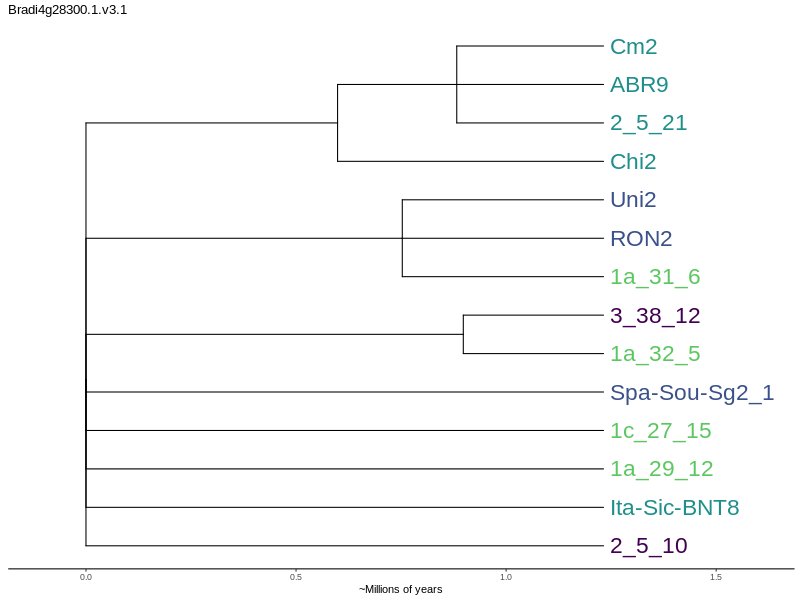 Bradi4g28300.1.v3.1
Cm2
ABR9
2_5_21
Chi2
Uni2
RON2
1a_31_6
3_38_12
1a_32_5
Spa-Sou-Sg2_1
1c_27_15
1a_29_12
Ita-Sic-BNT8
2_5_10
0.0 0.5 1.0 1.5
~Millions of years